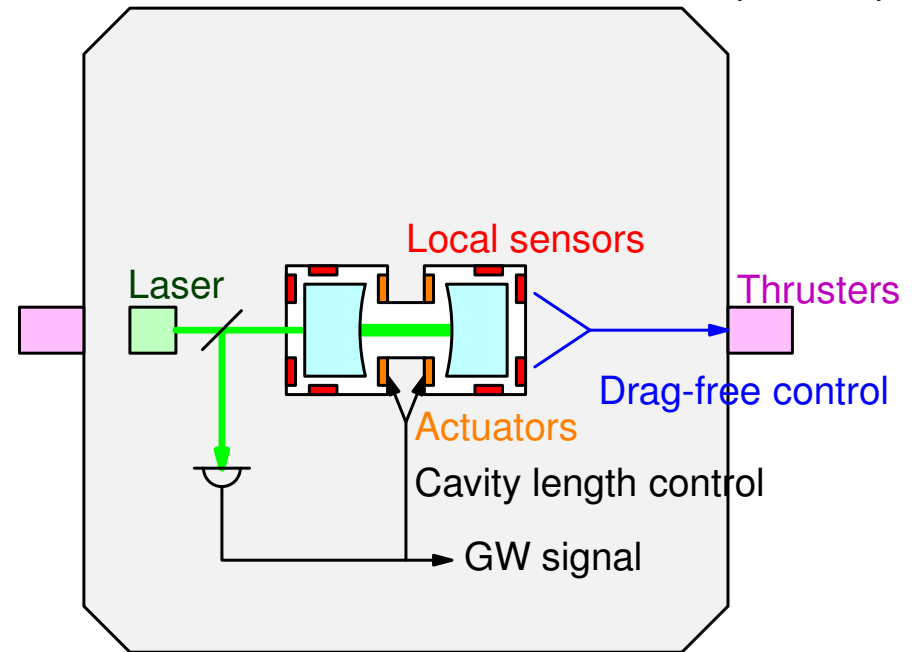 Local sensors
Laser
Thrusters
Drag-free control
Actuators
Cavity length control
GW signal